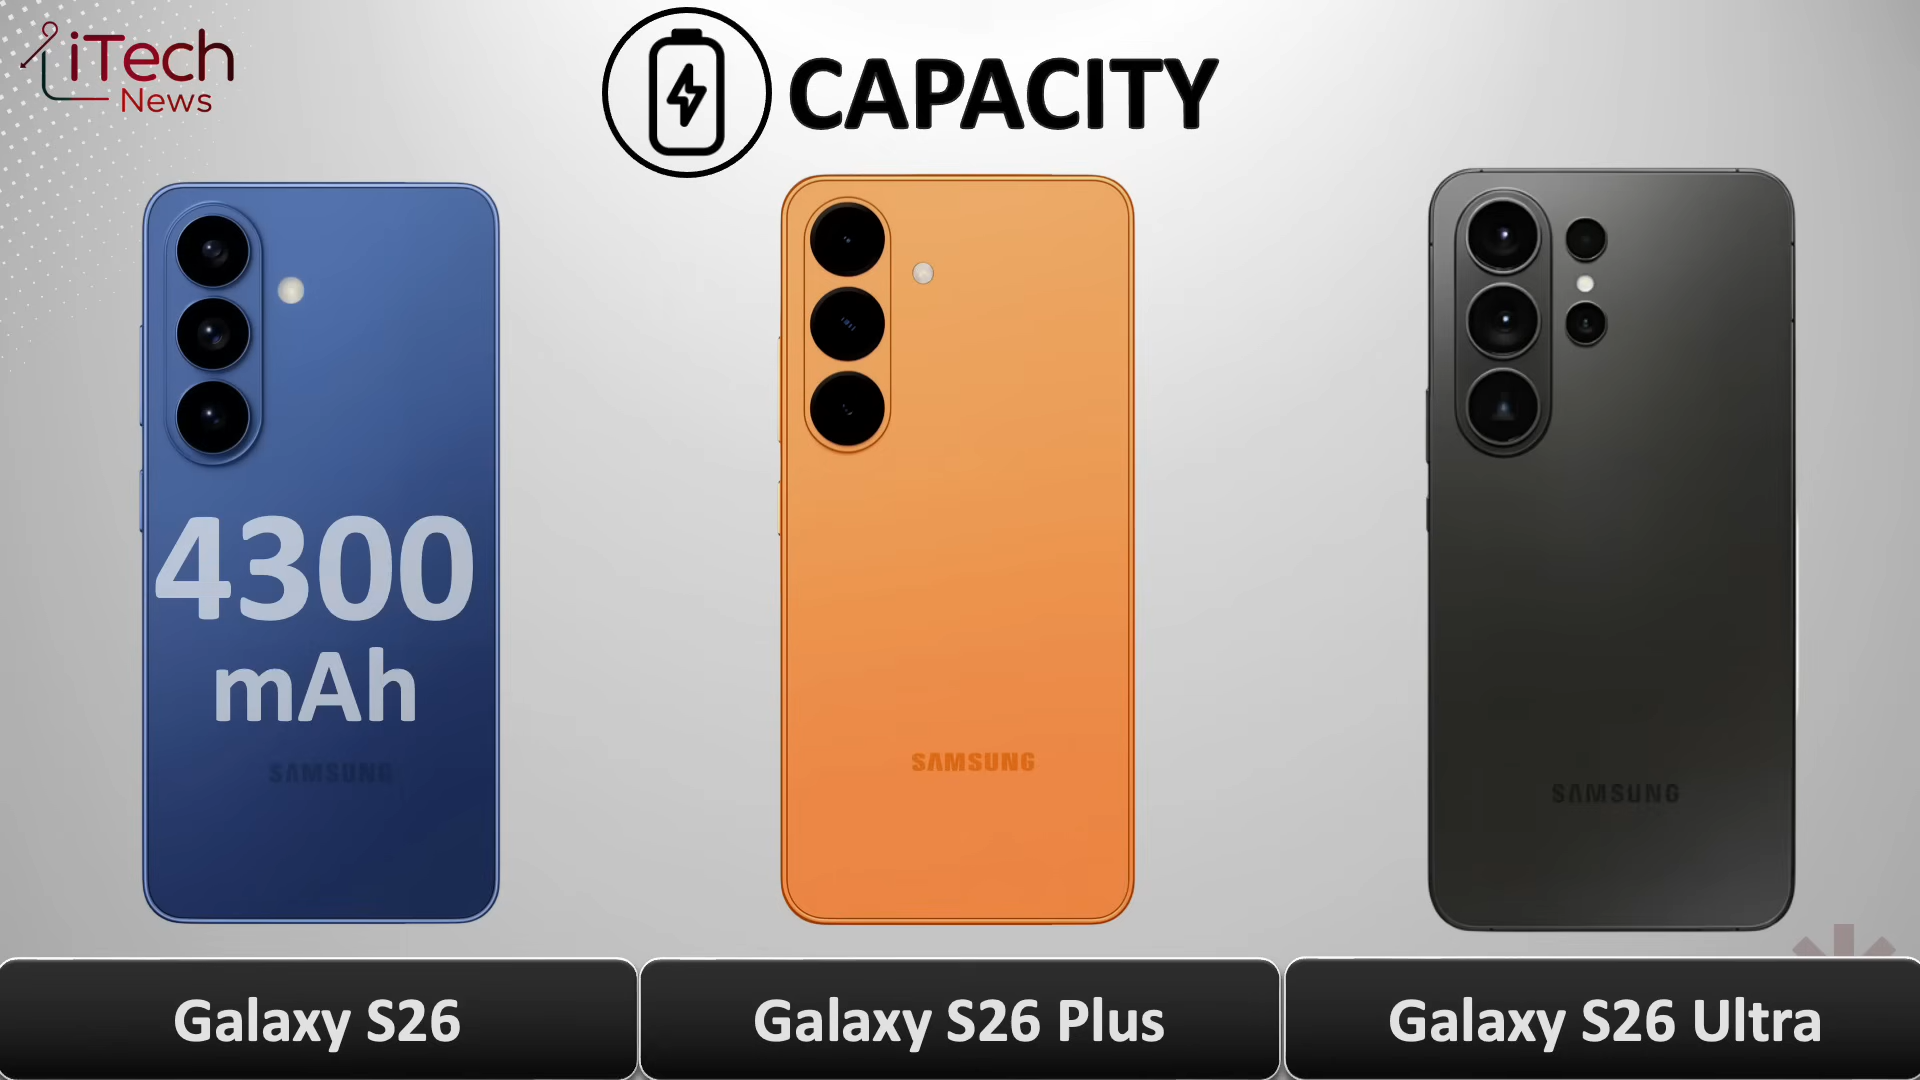 iTech
News
CAPACITY
4300
mAh
SAMSUNG
SAMSUNG
SAMSUNG
Galaxy S26
Galaxy S26 Plus
Galaxy S26 Ultra